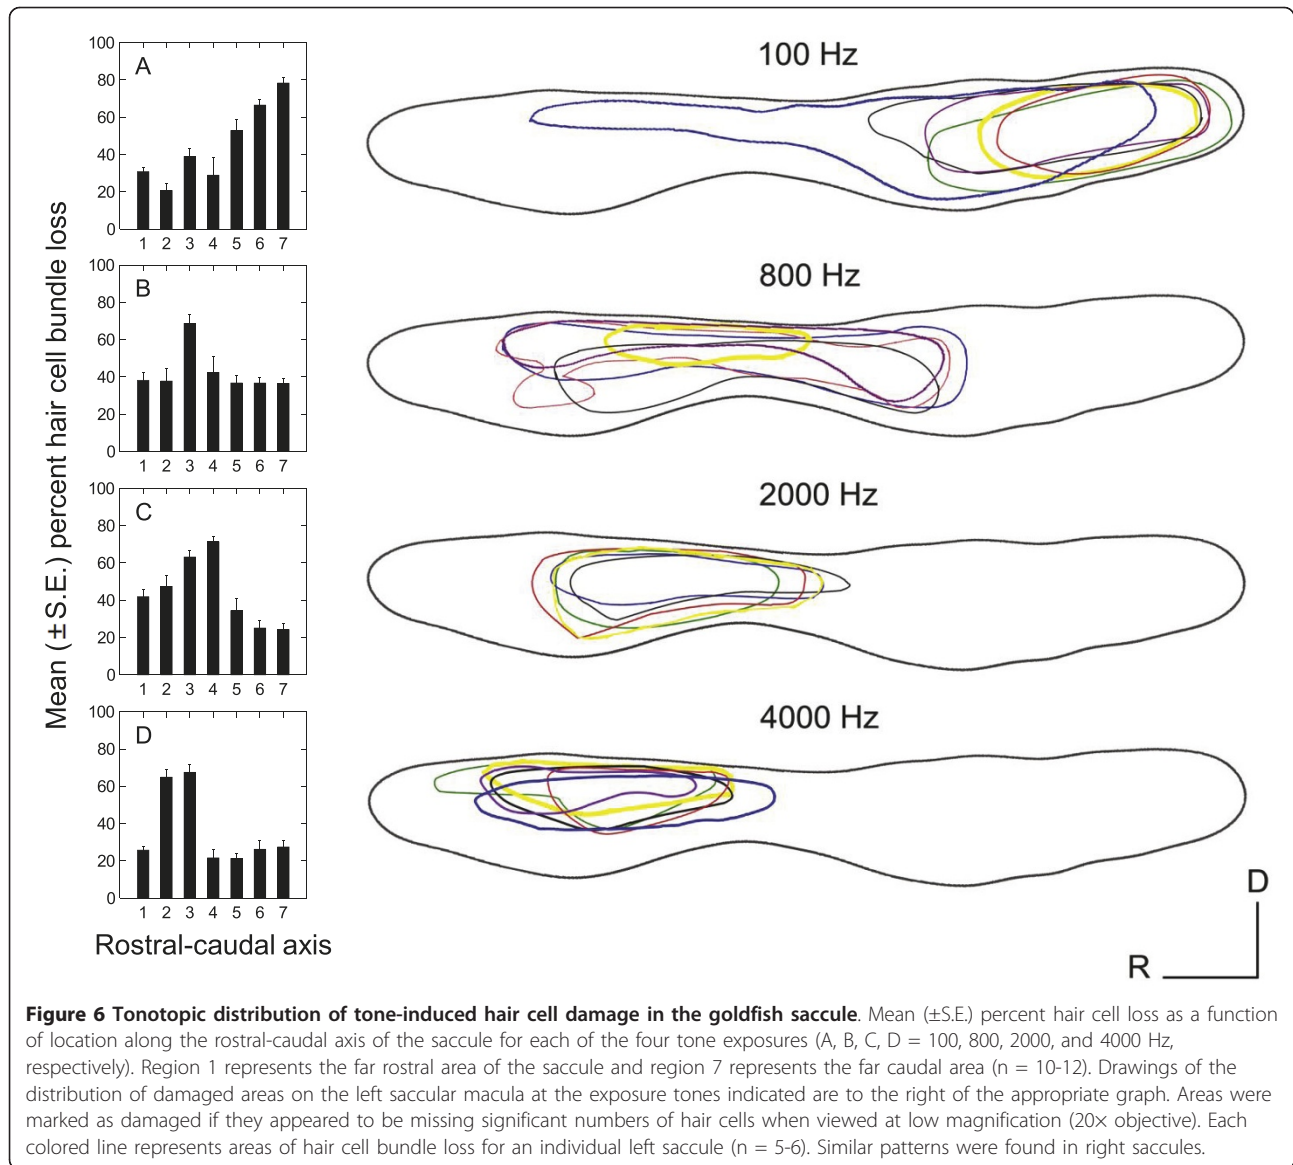 Mean (±S.E.) percent hair cell bundle loss
100
80
60
40
20
0
A
1 2 3 4 5 6 7
100 Hz
100
80
60
40
20
0
B
1 2 3 4 5 6 7
800 Hz
100
80
60
40
20
0
C
1 2 3 4 5 6 7
2000 Hz
100
80
60
40
20
0
D
1 2 3 4 5 6 7
4000 Hz
Rostral-caudal axis
D
R
Figure 6 Tonotopic distribution of tone-induced hair cell damage in the goldfish saccule. Mean (±S.E.) percent hair cell loss as a function
of location along the rostral-caudal axis of the saccule for each of the four tone exposures (A, B, C, D = 100, 800, 2000, and 4000 Hz,
respectively). Region 1 represents the far rostral area of the saccule and region 7 represents the far caudal area (n = 10-12). Drawings of the
distribution of damaged areas on the left saccular macula at the exposure tones indicated are to the right of the appropriate graph. Areas were
marked as damaged if they appeared to be missing significant numbers of hair cells when viewed at low magnification (20× objective). Each
colored line represents areas of hair cell bundle loss for an individual left saccule (n = 5-6). Similar patterns were found in right saccules.